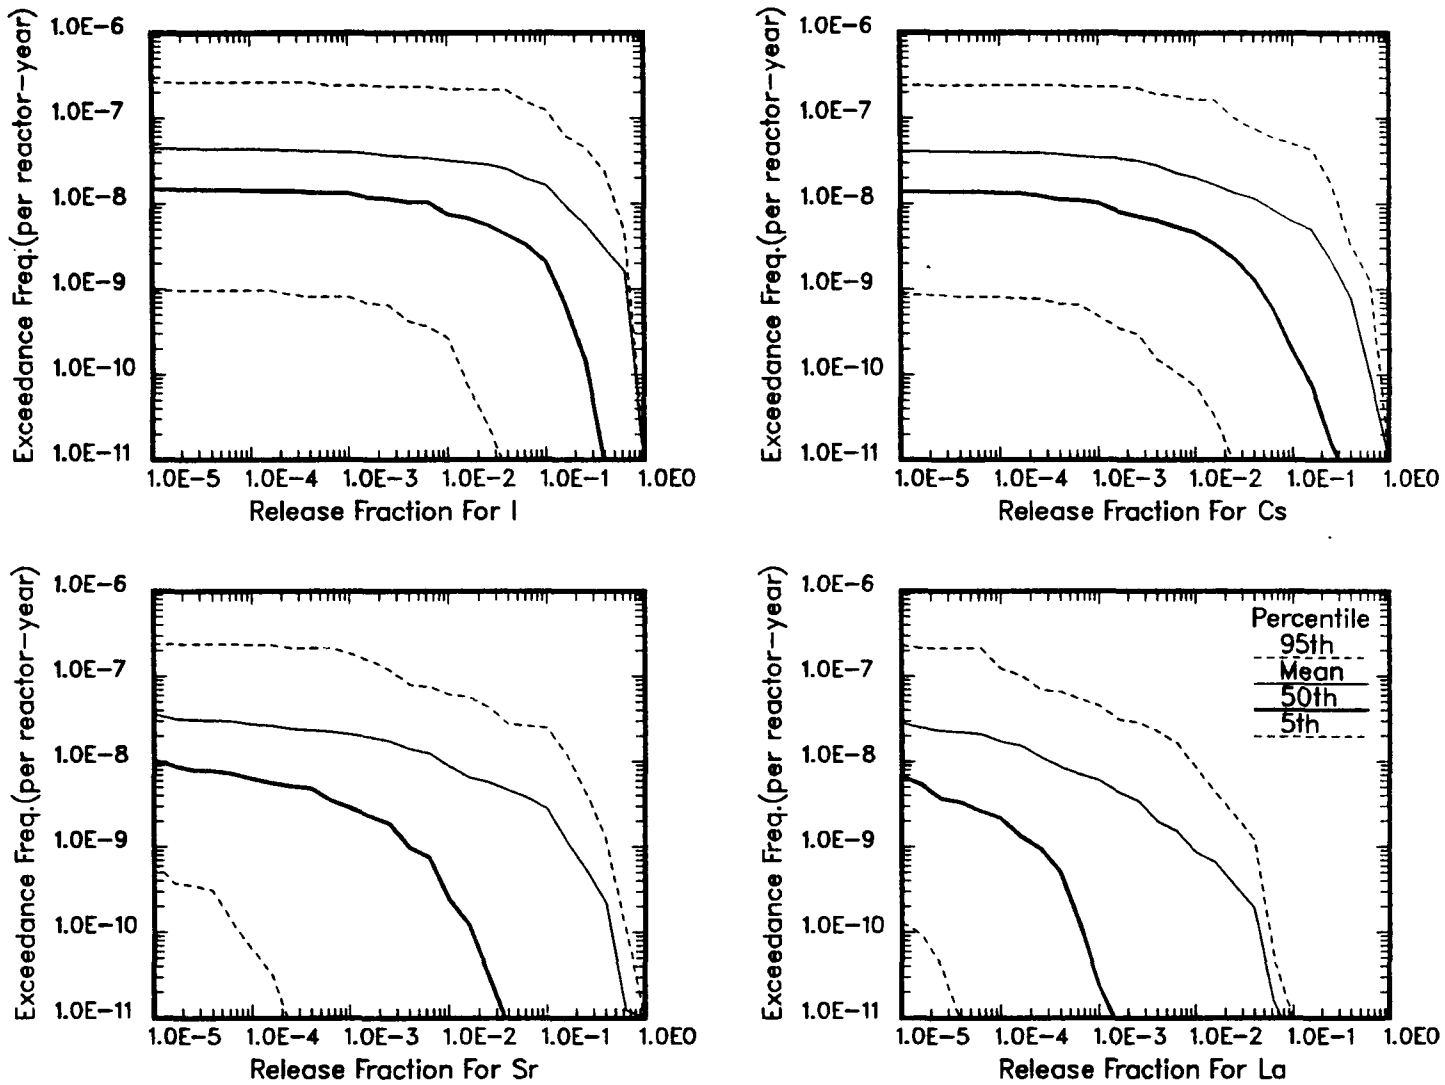 Exceedance Freq.(per reactor-year)
1.0E-6
1.0E-7
1.0E-8
1.0E-9
1.0E-10
1.0E-11
1.0E-5 1.0E-4 1.0E-3 1.0E-2 1.0E-1 1.0E0
Release Fraction For I
Exceedance Freq.(per reactor-year)
1.0E-6
1.0E-7
1.0E-8
1.0E-9
1.0E-10
1.0E-11
1.0E-5 1.0E-4 1.0E-3 1.0E-2 1.0E-1 1.0E0
Release Fraction For Cs
Exceedance Freq.(per reactor-year)
1.0E-6
1.0E-7
1.0E-8
1.0E-9
1.0E-10
1.0E-11
1.0E-5 1.0E-4 1.0E-3 1.0E-2 1.0E-1 1.0E0
Release Fraction For Sr
Exceedance Freq.(per reactor-year)
1.0E-6
1.0E-7
1.0E-8
1.0E-9
1.0E-10
1.0E-11
Percentile
95th
Mean
50th
5th
1.0E-5 1.0E-4 1.0E-3 1.0E-2 1.0E-1 1.0E0
Release Fraction For La